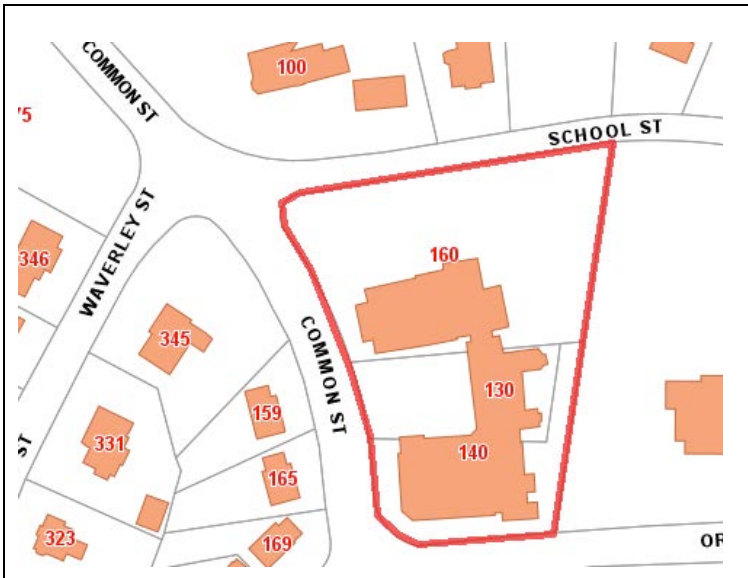 COMMON ST
100
SCHOOL ST
75
WAVERLEY ST
346
160
345
COMMON ST
159
130
331
140
ST
165
323
169
OR